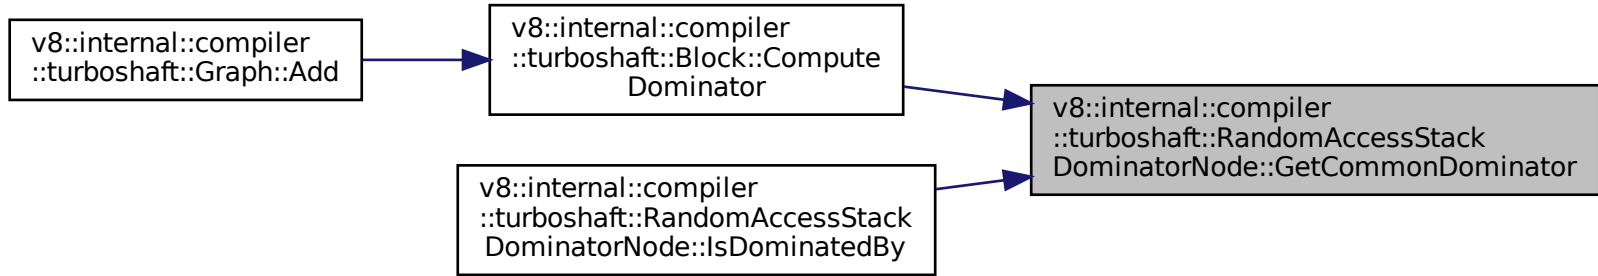 v8::internal::compiler
::turboshaft::Graph::Add
v8::internal::compiler
::turboshaft::Block::Compute
Dominator
v8::internal::compiler
::turboshaft::RandomAccessStack
DominatorNode::IsDominatedBy
v8::internal::compiler
::turboshaft::RandomAccessStack
DominatorNode::GetCommonDominator